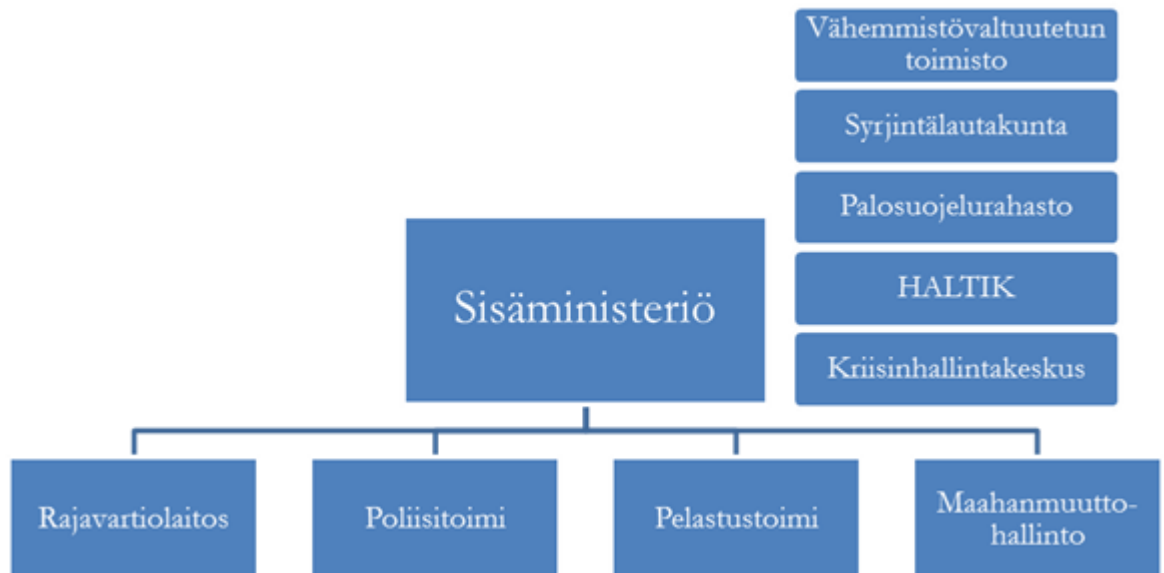 Vähemmistövaltuutetun
toimisto
Syrjintälautakunta
Palosuojelurahasto
HALTIK
Kriisinhallintakeskus
Sisäministeriö
Rajavartiolaitos
Poliisitoimi
Pelastustoimi
Maahanmuutto-
hallinto